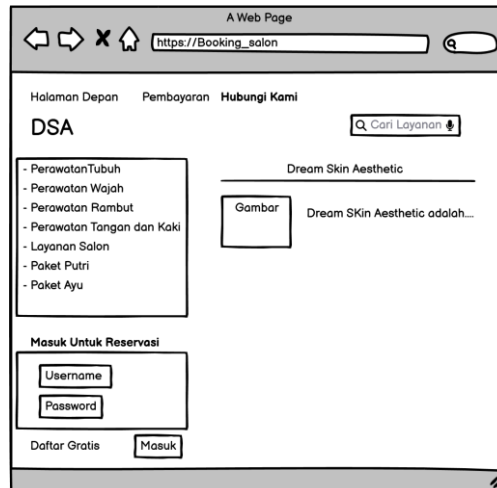 A Web Page
https://Booking_salon
Halaman Depan Pembayaran Hubungi Kami
DSA
Cari Layanan
- PerawatanTubuh
- Perawatan Wajah
- Perawatan Rambut
- Perawatan Tangan dan Kaki
- Layanan Salon
- Paket Putri
- Paket Ayu
Dream Skin Aesthetic
Gambar
Dream SKin Aesthetic adalah....
Masuk Untuk Reservasi
Username
Password
Daftar Gratis Masuk